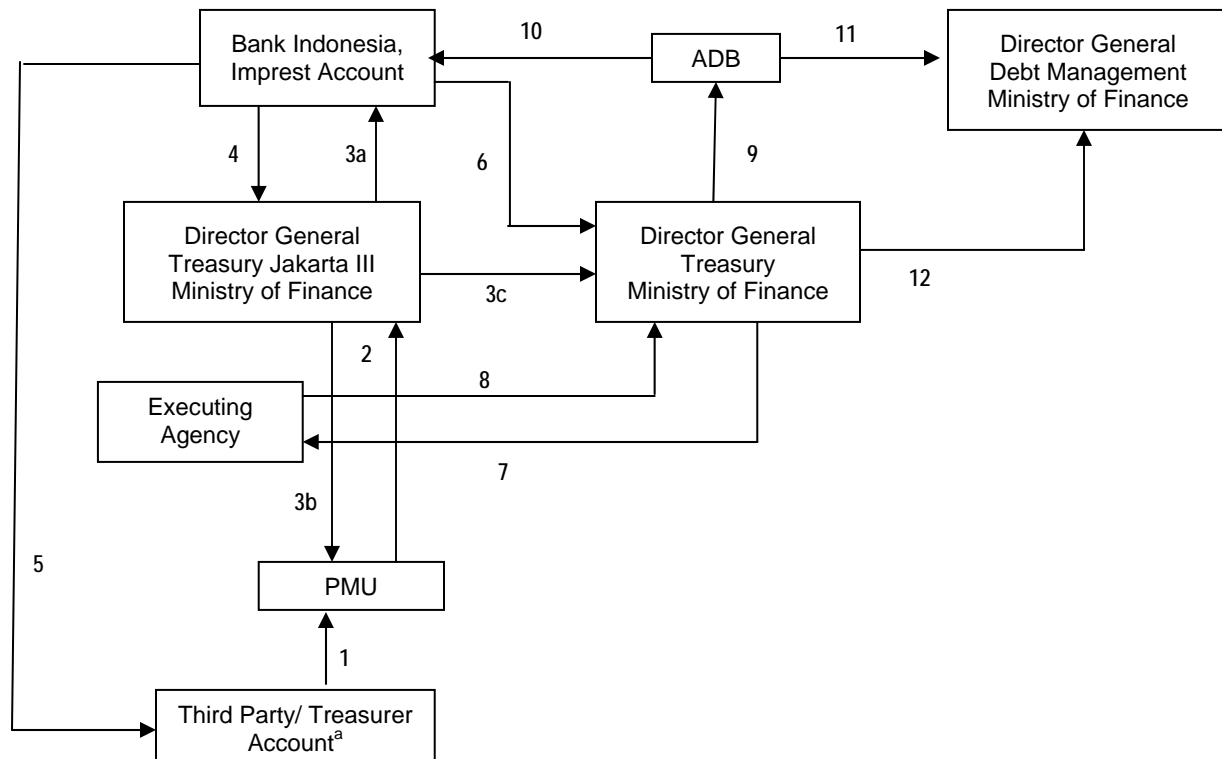 Bank Indonesia,
Imprest Account
10
ADB
11
Director General
Debt Management
Ministry of Finance
4
3a
6
9
Director General
Treasury Jakarta III
Ministry of Finance
3c
Director General
Treasury
Ministry of Finance
12
2
8
Executing
Agency
7
3b
5
PMU
1
Third Party/ Treasurer
Accountᵃ